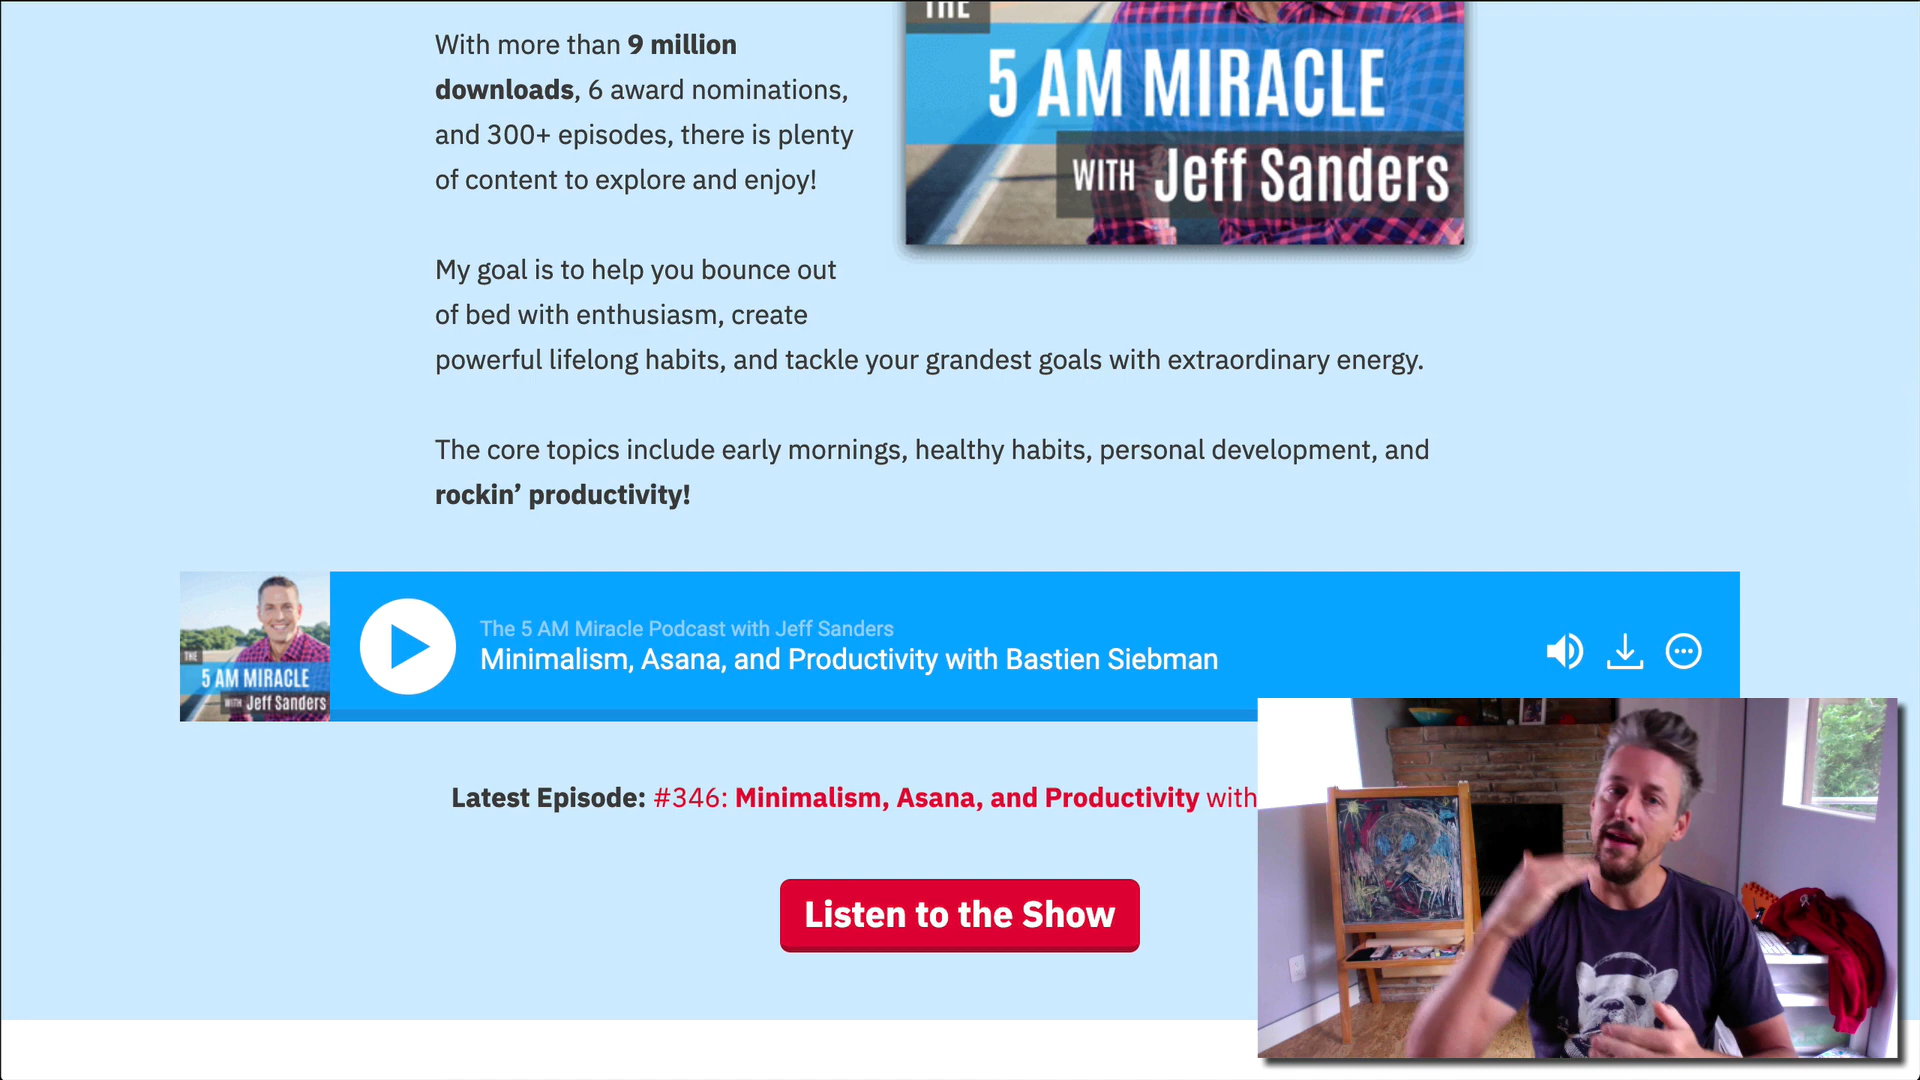 With more than 9 million
downloads, 6 award nominations,
and 300+ episodes, there is plenty
of content to explore and enjoy!
THE
5 AM MIRACLE
WITH Jeff Sanders
My goal is to help you bounce out
of bed with enthusiasm, create
powerful lifelong habits, and tackle your grandest goals with extraordinary energy.
The core topics include early mornings, healthy habits, personal development, and
rockin’ productivity!
THE
5 AM MIRACLE
WITH Jeff Sanders
The 5 AM Miracle Podcast with Jeff Sanders
Minimalism, Asana, and Productivity with Bastien Siebman
Latest Episode: #346: Minimalism, Asana, and Productivity with
Listen to the Show